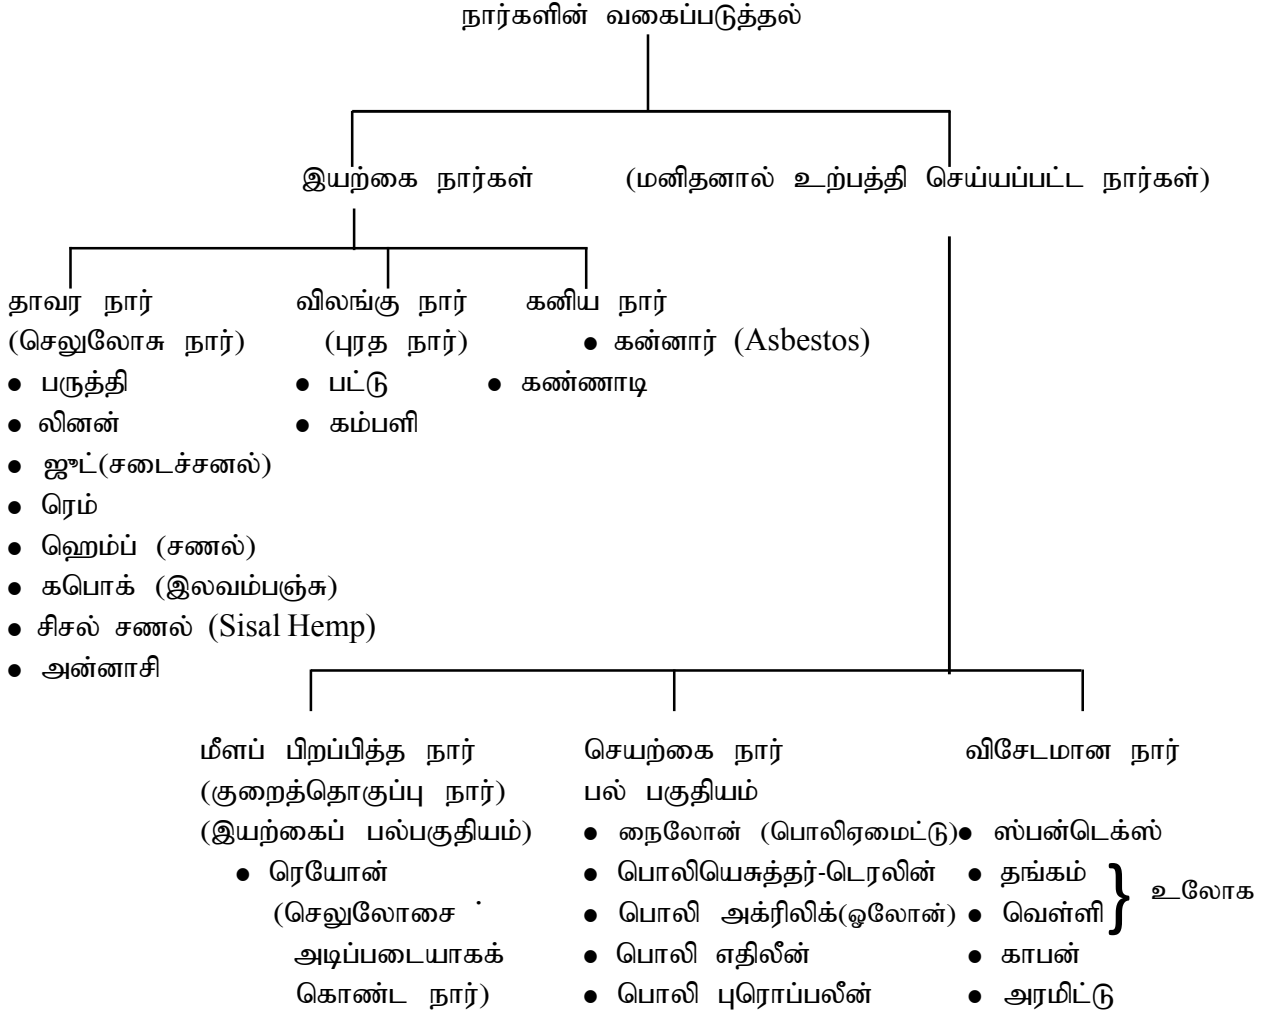 நார்களின் வகைப்படுத்தல்
இயற்கை நார்கள் (மனிதனால் உற்பத்தி செய்யப்பட்ட நார்கள்)
தாவர நார் விலங்கு நார் கனிய நார்
(செலுலோசு நார்) (புரத நார்) • கன்னார் (Asbestos)
• பருத்தி • பட்டு • கண்ணாடி
• லினன் • கம்பளி
• ஜுட்(சடைச்சனல்)
• ரெம்
• ஹெம்ப் (சணல்)
• கபொக் (இலவம்பஞ்சு)
• சிசல் சணல் (Sisal Hemp)
• அன்னாசி
மீளப் பிறப்பித்த நார் செயற்கை நார் விசேடமான நார்
(குறைத்தொகுப்பு நார்) பல் பகுதியம்
(இயற்கைப் பல்பகுதியம்) • நைலோன் (பொலிஏமைட்டு) • ஸ்பன்டெக்ஸ்
• ரெயோன் • பொலியெசுத்தர்-டெரலின் • தங்கம்
(செலுலோசை • பொலி அக்ரிலிக்(ஓலோன்) • வெள்ளி } உலோக
அடிப்படையாகக் • பொலி எதிலீன் • காபன்
கொண்ட நார்) • பொலி புரொப்பலீன் • அரமிட்டு